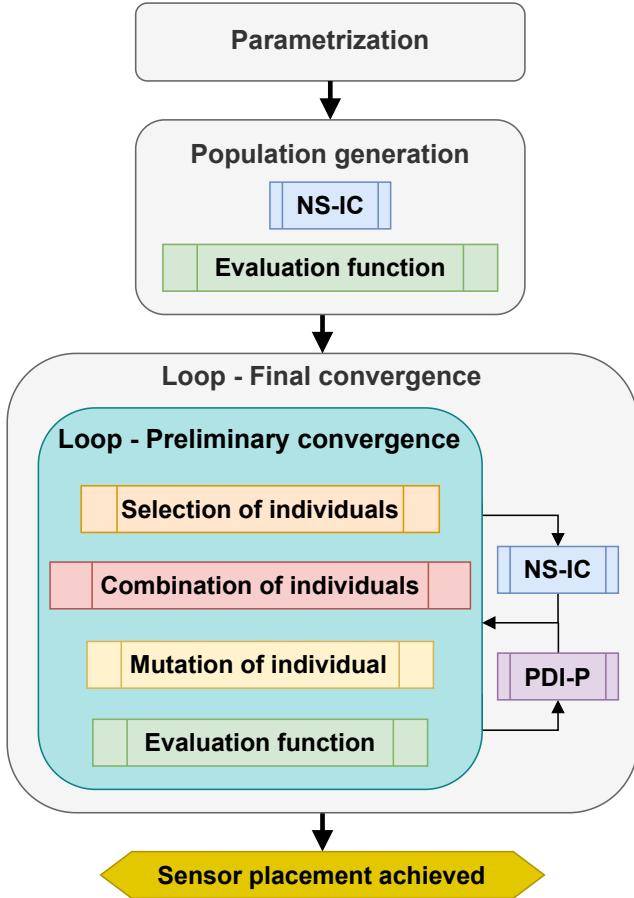 Parametrization
Population generation
NS-IC
Evaluation function
Loop - Final convergence
Loop - Preliminary convergence
Selection of individuals
Combination of individuals
NS-IC
Mutation of individual
PDI-P
Evaluation function
Sensor placement achieved